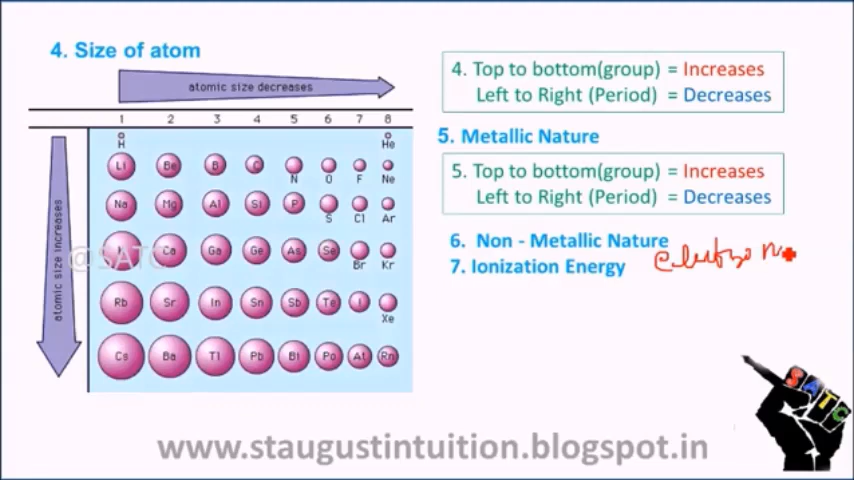 4. Size of atom
atomic size decreases
1 2 3 4 5 6 7 8
H He
Li Be B C N O F Ne
Na Mg Al Si P S Cl Ar
K Ca Ga Ge As Se Br Kr
Rb Sr In Sn Sb Te I Xe
Cs Ba Tl Pb Bi Po At Rn
atomic size increases
@SATC
4. Top to bottom(group) = Increases
Left to Right (Period) = Decreases
5. Metallic Nature
5. Top to bottom(group) = Increases
Left to Right (Period) = Decreases
6. Non - Metallic Nature
7. Ionization Energy
SATC
www.staugustintuition.blogspot.in